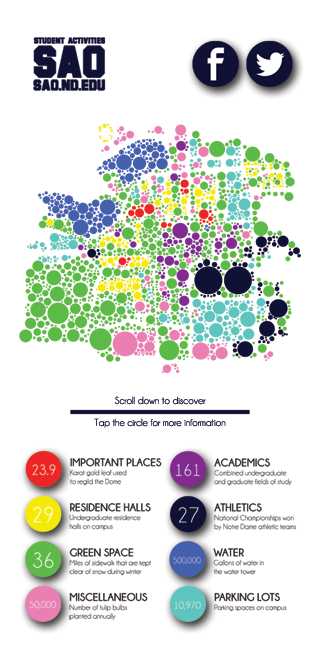 STUDENT ACTIVITIES
SAO
SAO.ND.EDU
f
Scroll down to discover
Tap the circle for more information
23.9
IMPORTANT PLACES
Karat gold leaf used
to regild the Dome
161
ACADEMICS
Combined undergraduate
and graduate fields of study
29
RESIDENCE HALLS
Undergraduate residence
halls on campus
27
ATHLETICS
National Championships won
by Notre Dame athletic teams
36
GREEN SPACE
Miles of sidewalk that are kept
clear of snow during winter
500,000
WATER
Gallons of water in
the water tower
50,000
MISCELLANEOUS
Number of tulip bulbs
planted annually
10,970
PARKING LOTS
Parking spaces on campus